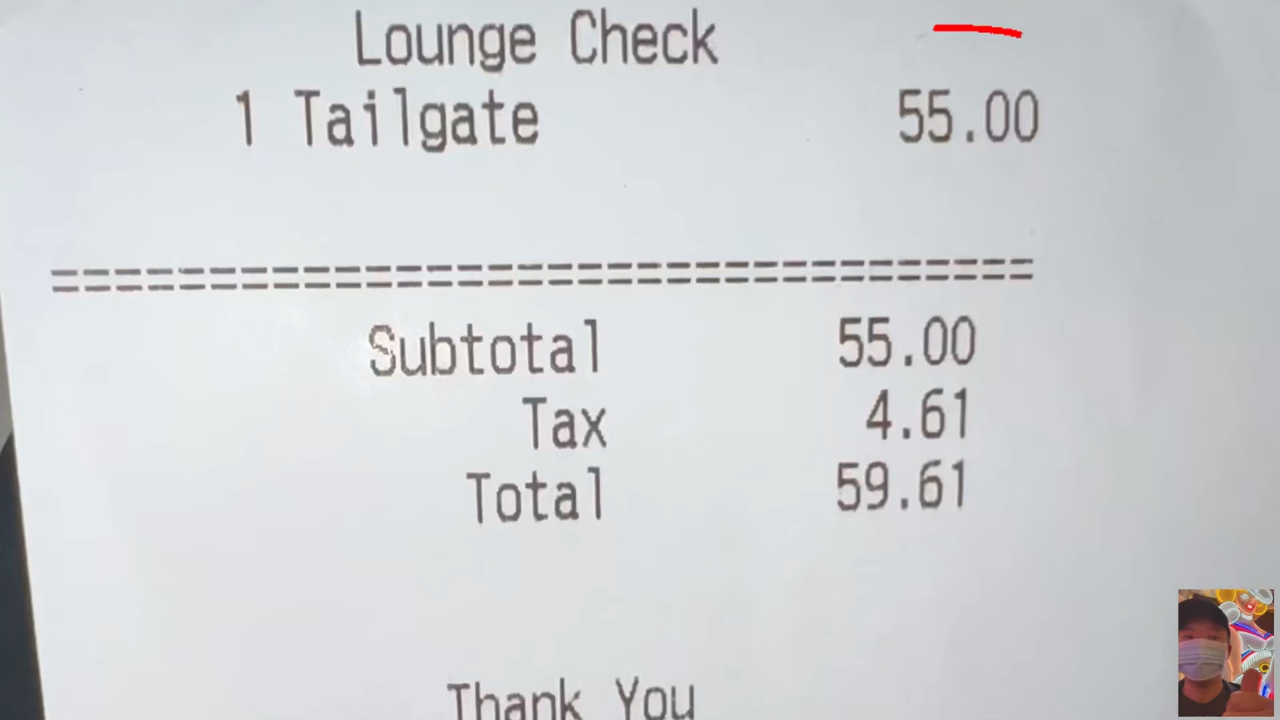 Lounge Check
1 Tailgate 55.00
==================================
Subtotal 55.00
Tax 4.61
Total 59.61
Thank You